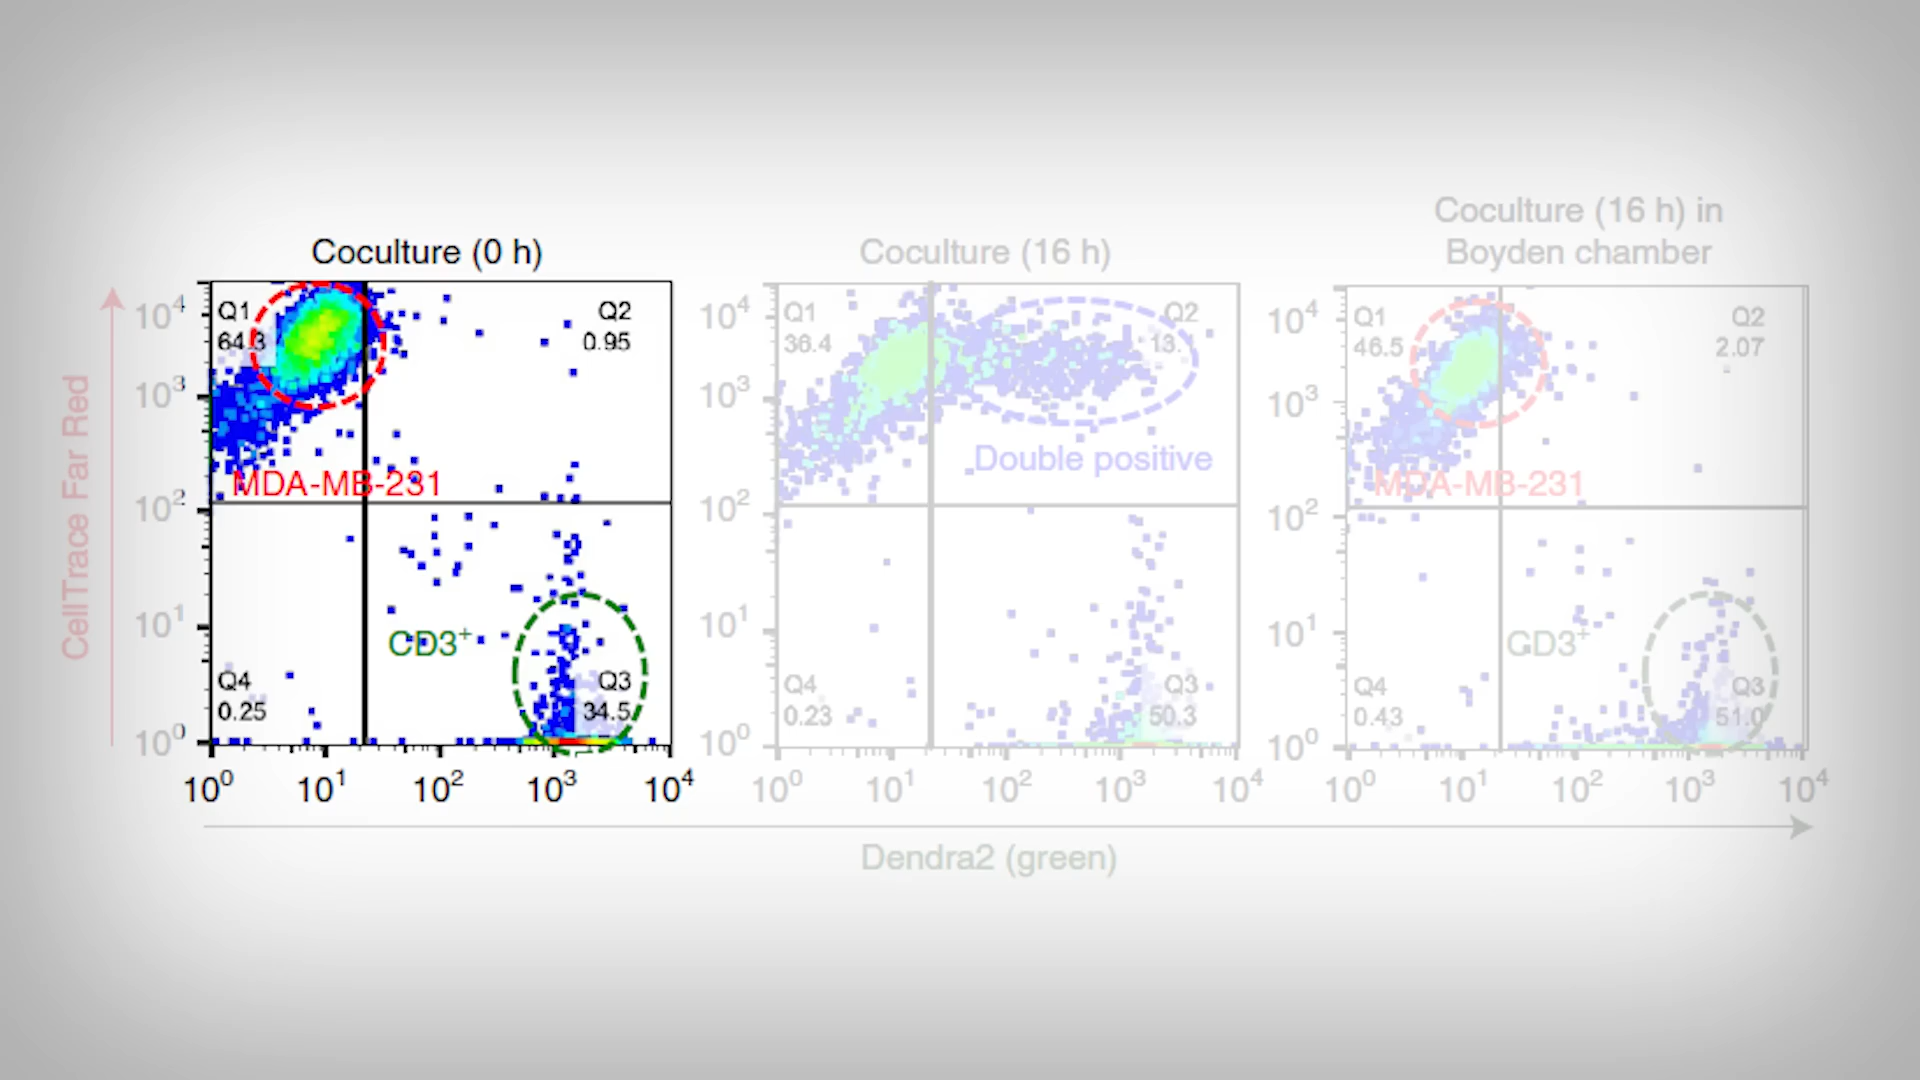 Coculture (0 h)
Coculture (16 h)
Coculture (16 h) in
Boyden chamber
CellTrace Far Red
10⁴
10³
10²
10¹
10⁰
Q1
64.3
Q2
0.95
MDA-MB-231
CD3⁺
Q4
0.25
Q3
34.5
10⁰ 10¹ 10² 10³ 10⁴
10⁴
10³
10²
10¹
10⁰
Q1
36.4
Q2
13.
Double positive
Q4
0.23
Q3
50.3
10⁰ 10¹ 10² 10³ 10⁴
10⁴
10³
10²
10¹
10⁰
Q1
46.5
Q2
2.07
MDA-MB-231
CD3⁺
Q4
0.43
Q3
51.0
10⁰ 10¹ 10² 10³ 10⁴
Dendra2 (green)